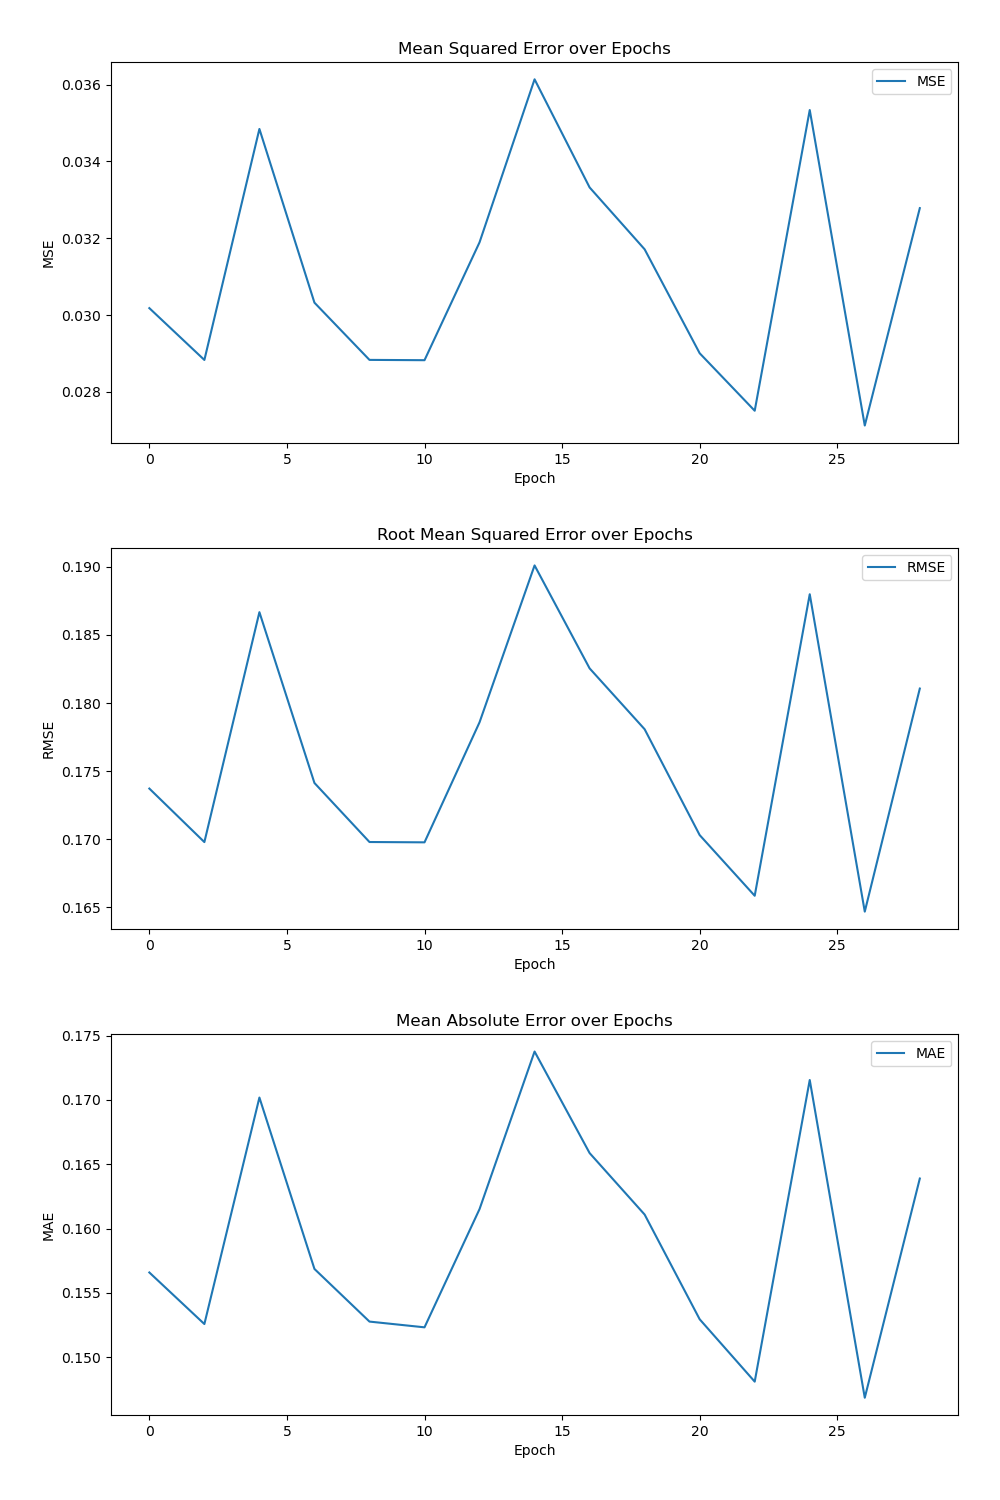 Mean Squared Error over Epochs
MSE
0.036
0.034
0.032
0.030
0.028
MSE
0 5 10 15 20 25
Epoch
Root Mean Squared Error over Epochs
RMSE
0.190
0.185
0.180
0.175
0.170
0.165
RMSE
0 5 10 15 20 25
Epoch
Mean Absolute Error over Epochs
MAE
0.175
0.170
0.165
0.160
0.155
0.150
MAE
0 5 10 15 20 25
Epoch